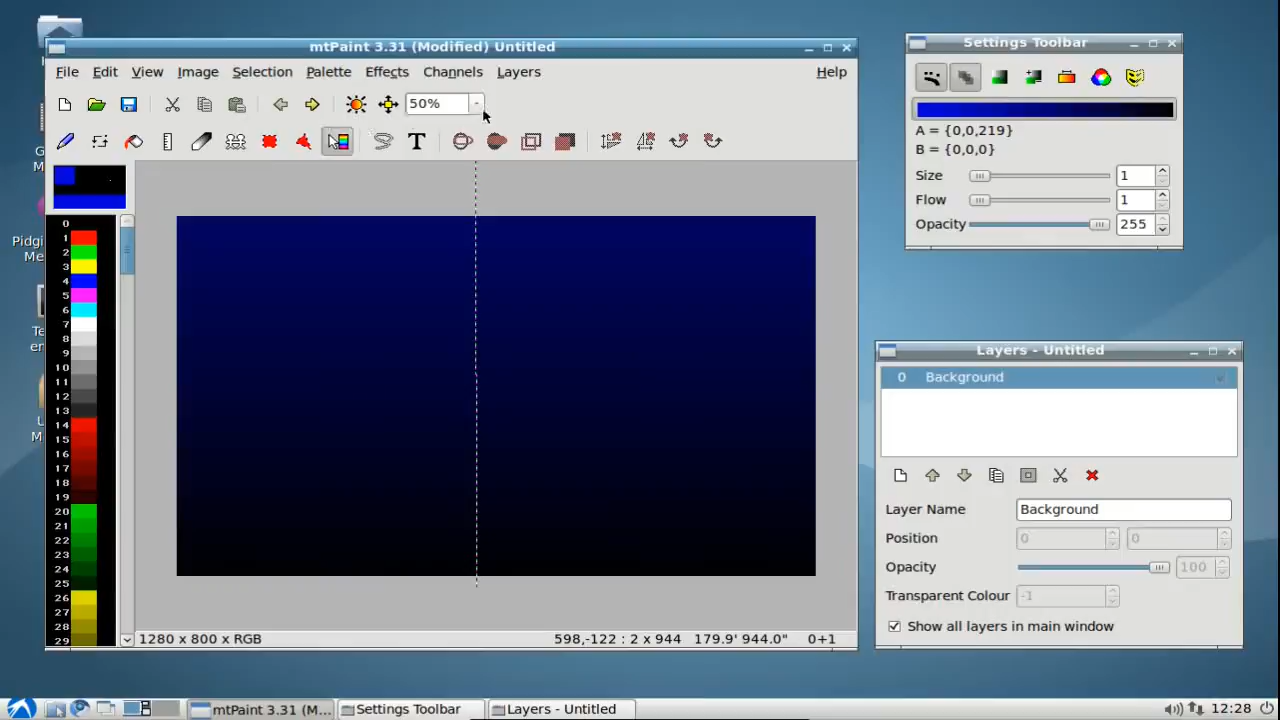 mtPaint 3.31 (Modified) Untitled
File Edit View Image Selection Palette Effects Channels Layers Help
50%
T
0
1
2
3
4
5
6
7
8
9
10
11
12
13
14
15
16
17
18
19
20
21
22
23
24
25
26
27
28
29
1280 x 800 x RGB 598,-122 : 2 x 944 179.9' 944.0" 0+1
Settings Toolbar
A = {0,0,219}
B = {0,0,0}
Size 1
Flow 1
Opacity 255
Layers - Untitled
0 Background
Layer Name Background
Position 0 0
Opacity 100
Transparent Colour -1
Show all layers in main window
Pidgi
Me
Te
en
U
M
G
M
mtPaint 3.31 (M... Settings Toolbar Layers - Untitled 12:28